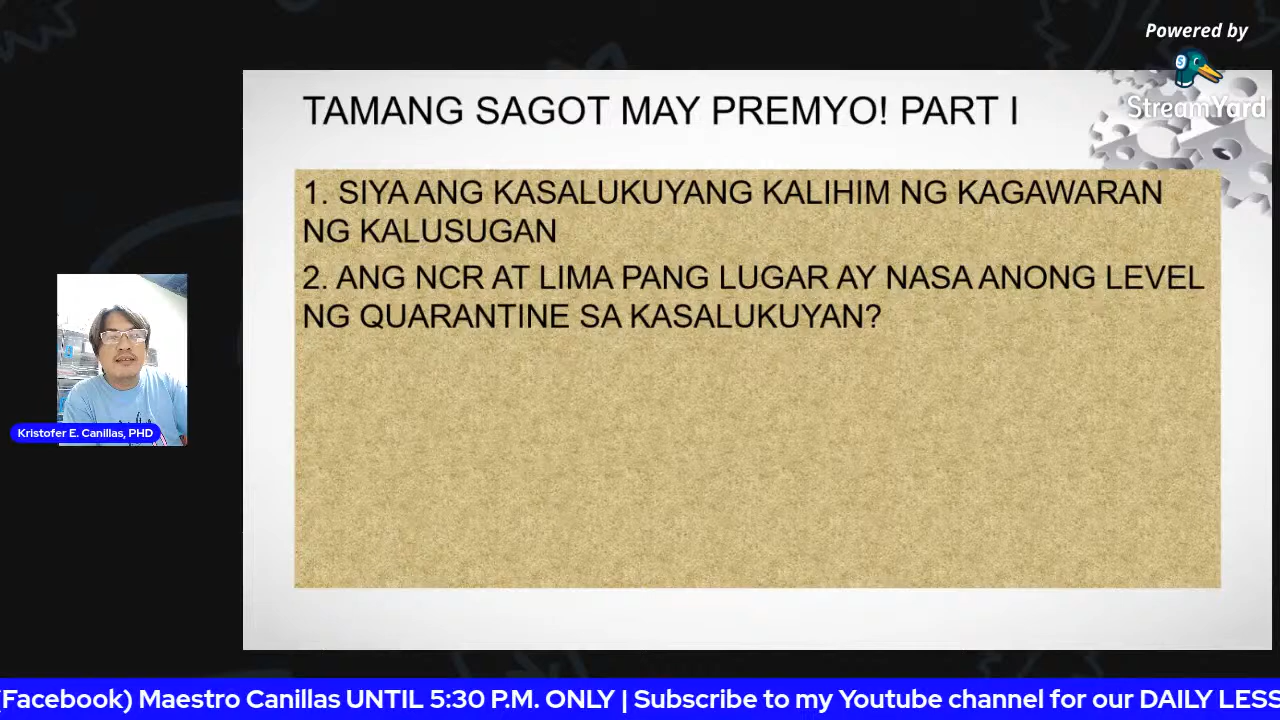 Powered by
StreamYard
TAMANG SAGOT MAY PREMYO! PART I
1. SIYA ANG KASALUKUYANG KALIHIM NG KAGAWARAN
NG KALUSUGAN
2. ANG NCR AT LIMA PANG LUGAR AY NASA ANONG LEVEL
NG QUARANTINE SA KASALUKUYAN?
Kristofer E. Canillas, PHD
(Facebook) Maestro Canillas UNTIL 5:30 P.M. ONLY | Subscribe to my Youtube channel for our DAILY LESS